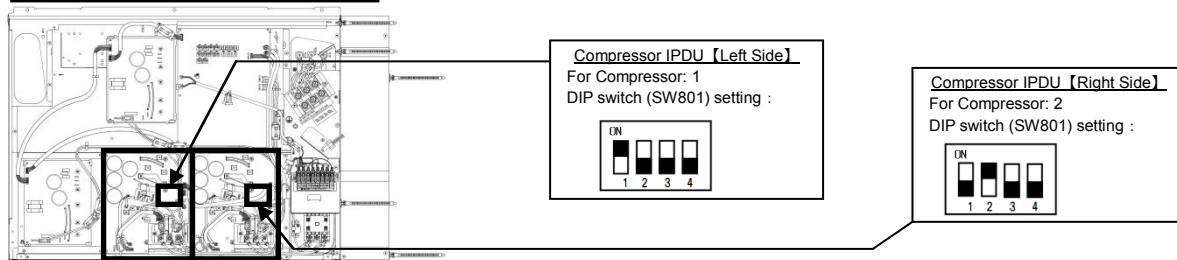 Compressor IPDU【Left Side】
For Compressor: 1
DIP switch (SW801) setting :
ON
1 2 3 4
Compressor IPDU【Right Side】
For Compressor: 2
DIP switch (SW801) setting :
ON
1 2 3 4